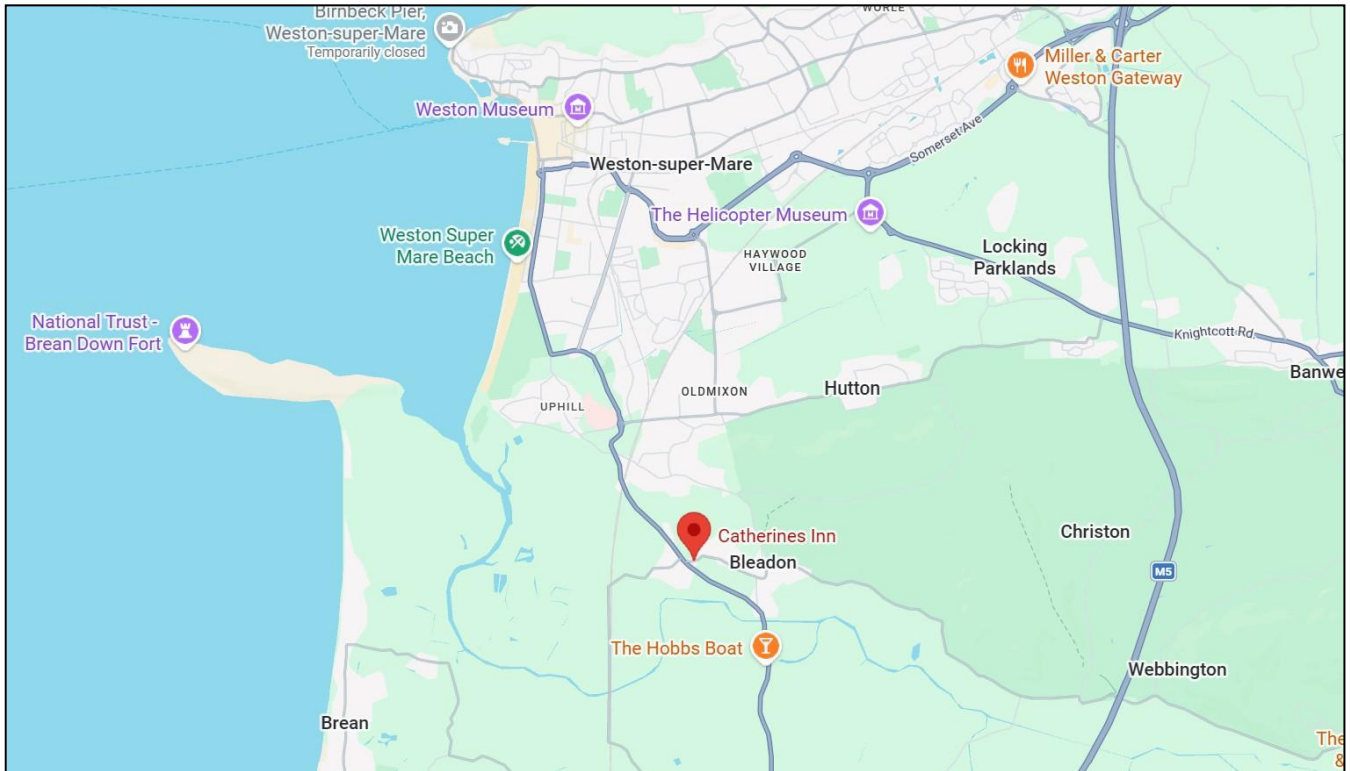 Birnbeck Pier,
Weston-super-Mare
Temporarily closed
WORLE
Miller & Carter
Weston Gateway
Weston Museum
Somerset Ave
Weston-super-Mare
The Helicopter Museum
Weston Super
Mare Beach
HAYWOOD
VILLAGE
Locking
Parklands
National Trust -
Brean Down Fort
Knightcott Rd.
Banwe
OLDMIXON
Hutton
UPHILL
Catherines Inn
Bleadon
Christon
M5
The Hobbs Boat
Webbington
Brean
The
&